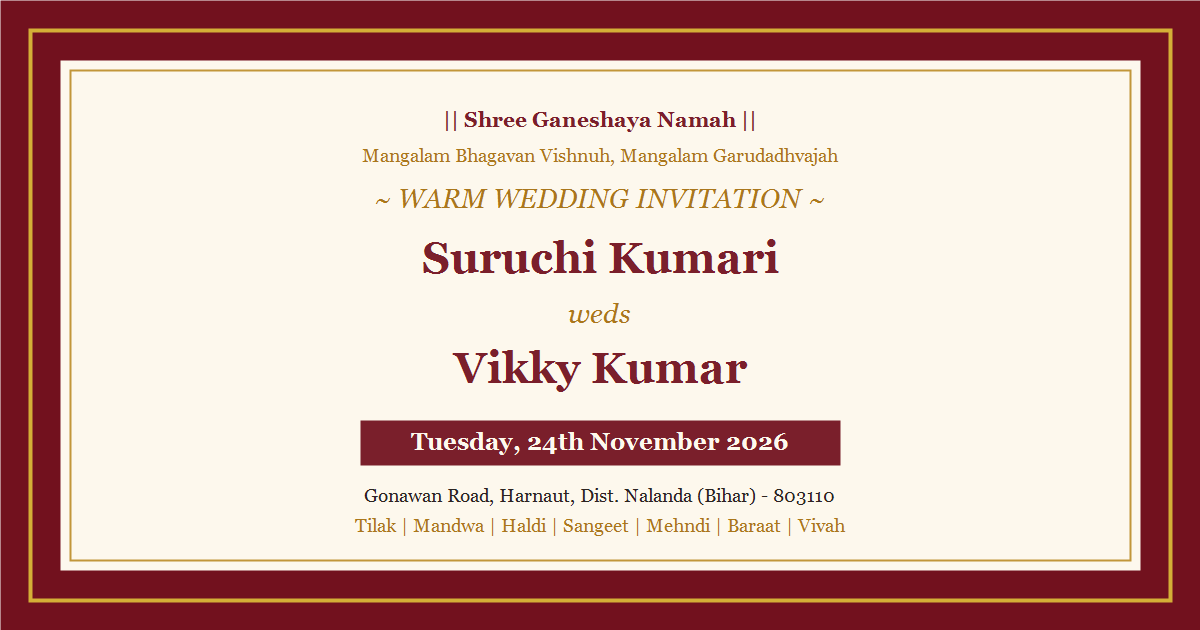 || Shree Ganeshaya Namah ||
Mangalam Bhagavan Vishnuh, Mangalam Garudadhvajah
~ WARM WEDDING INVITATION ~
Suruchi Kumari
weds
Vikky Kumar
Tuesday, 24th November 2026
Gonawan Road, Harnaut, Dist. Nalanda (Bihar) - 803110
Tilak | Mandwa | Haldi | Sangeet | Mehndi | Baraat | Vivah